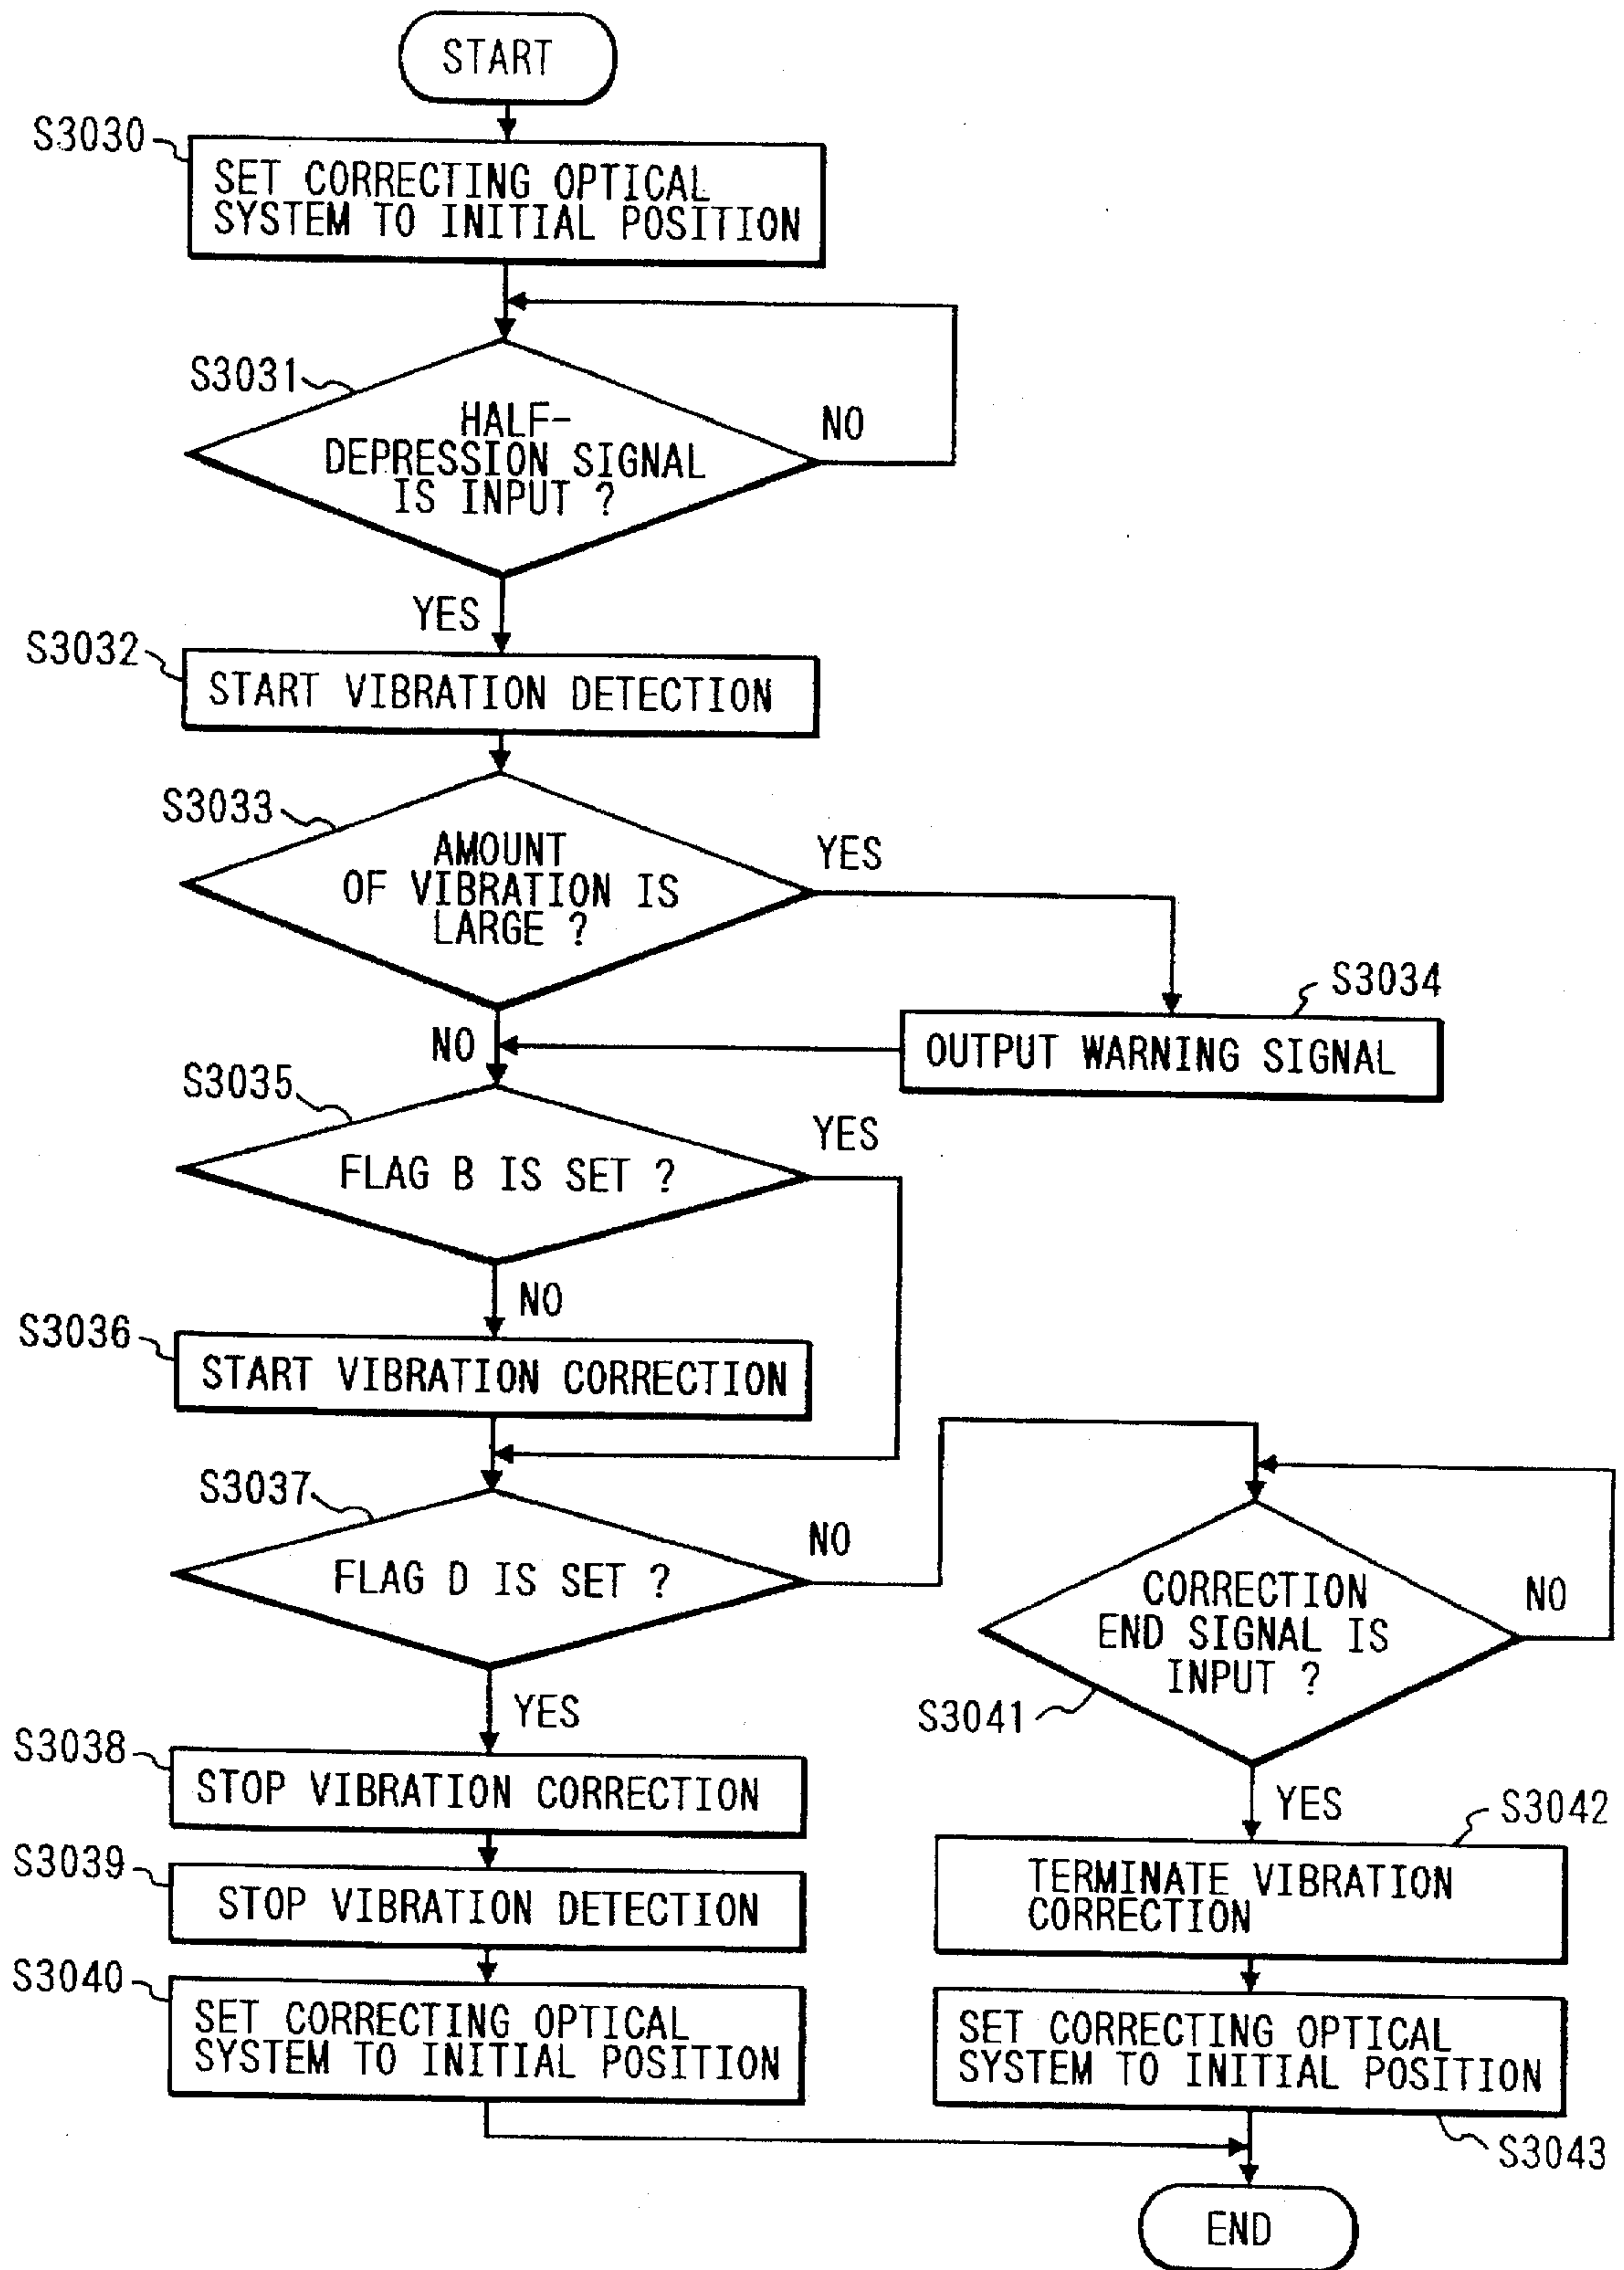 START
S3030
SET CORRECTING OPTICAL
SYSTEM TO INITIAL POSITION
S3031
HALF-
DEPRESSION SIGNAL
IS INPUT ?
NO
YES
S3032
START VIBRATION DETECTION
S3033
AMOUNT
OF VIBRATION IS
LARGE ?
YES
S3034
OUTPUT WARNING SIGNAL
NO
S3035
FLAG B IS SET ?
YES
NO
S3036
START VIBRATION CORRECTION
S3037
FLAG D IS SET ?
NO
YES
CORRECTION
END SIGNAL IS
INPUT ?
NO
S3041
YES
S3038
STOP VIBRATION CORRECTION
S3039
STOP VIBRATION DETECTION
S3040
SET CORRECTING OPTICAL
SYSTEM TO INITIAL POSITION
S3042
TERMINATE VIBRATION
CORRECTION
SET CORRECTING OPTICAL
SYSTEM TO INITIAL POSITION
S3043
END